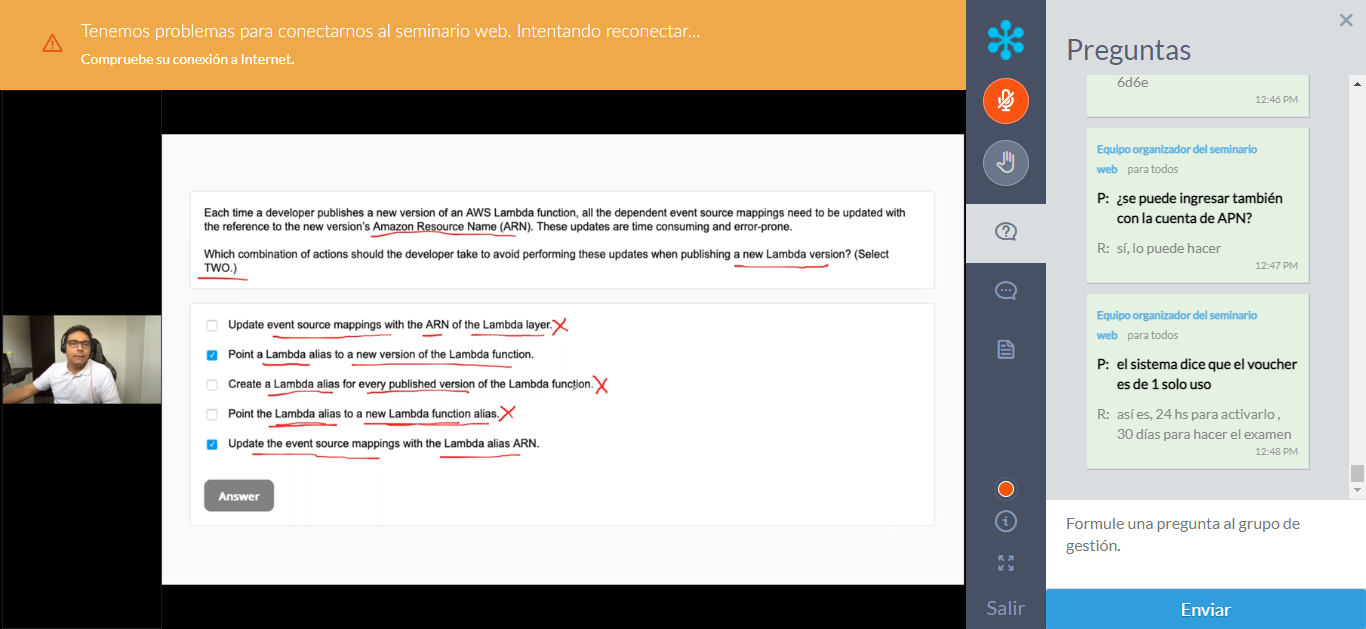 Tenemos problemas para conectarnos al seminario web. Intentando reconectar...
Compruebe su conexión a Internet.
Each time a developer publishes a new version of an AWS Lambda function, all the dependent event source mappings need to be updated with
the reference to the new version's Amazon Resource Name (ARN). These updates are time consuming and error-prone.
Which combination of actions should the developer take to avoid performing these updates when publishing a new Lambda version? (Select
TWO.)
Update event source mappings with the ARN of the Lambda layer.
Point a Lambda alias to a new version of the Lambda function.
Create a Lambda alias for every published version of the Lambda function.
Point the Lambda alias to a new Lambda function alias.
Update the event source mappings with the Lambda alias ARN.
Answer
Salir
Preguntas
6d6e
12:46 PM
Equipo organizador del seminario
web para todos
P: ¿se puede ingresar también
con la cuenta de APN?
R: sí, lo puede hacer
12:47 PM
Equipo organizador del seminario
web para todos
P: el sistema dice que el voucher
es de 1 solo uso
R: así es, 24 hs para activarlo ,
30 días para hacer el examen
12:48 PM
Formule una pregunta al grupo de
gestión.
Enviar